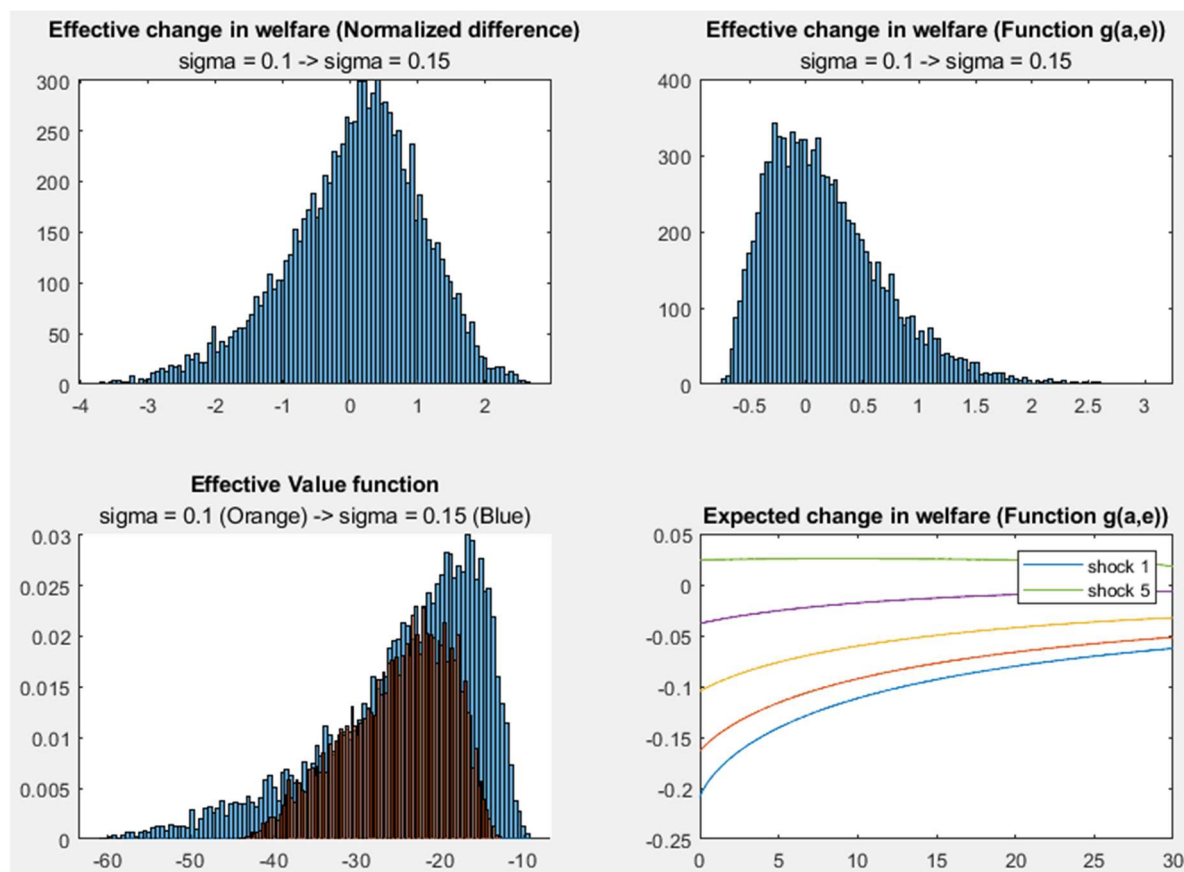 Effective change in welfare (Normalized difference)
sigma = 0.1 -> sigma = 0.15
300
250
200
150
100
50
0
-4 -3 -2 -1 0 1 2
Effective change in welfare (Function g(a,e))
sigma = 0.1 -> sigma = 0.15
400
300
200
100
0
-0.5 0 0.5 1 1.5 2 2.5 3
Effective Value function
sigma = 0.1 (Orange) -> sigma = 0.15 (Blue)
0.03
0.025
0.02
0.015
0.01
0.005
0
-60 -50 -40 -30 -20 -10
Expected change in welfare (Function g(a,e))
0.05
0
-0.05
-0.1
-0.15
-0.2
-0.25
shock 1
shock 5
0 5 10 15 20 25 30